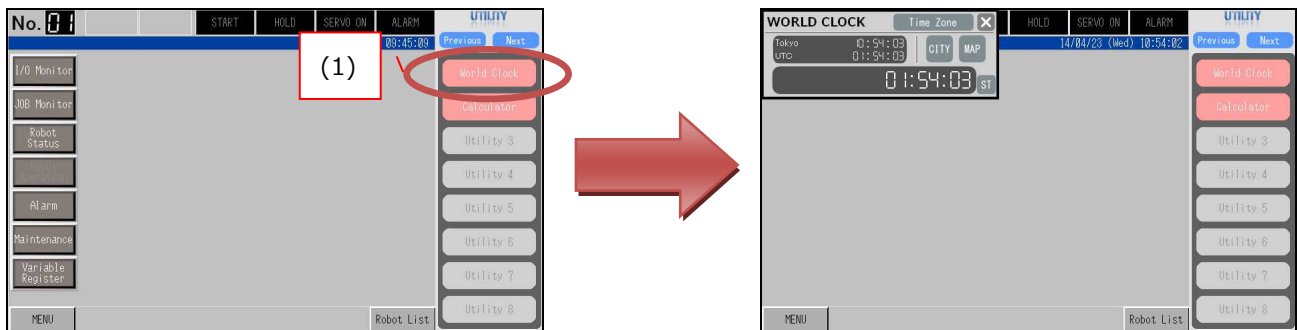 No. 01
START HOLD SERVO ON ALARM
UTILITY
09:45:09
Previous Next
(1)
I/O Monitor
JOB Monitor
Robot
Status
Alarm
Maintenance
Variable
Register
MENU
Robot List
World Clock
Calculator
Utility 3
Utility 4
Utility 5
Utility 6
Utility 7
Utility 8
WORLD CLOCK Time Zone X
Tokyo 10:54:03
UTC 01:54:03
CITY MAP
01:54:03 ST
HOLD SERVO ON ALARM
UTILITY
14/04/23 (Wed) 10:54:02
Previous Next
World Clock
Calculator
Utility 3
Utility 4
Utility 5
Utility 6
Utility 7
Utility 8
MENU
Robot List